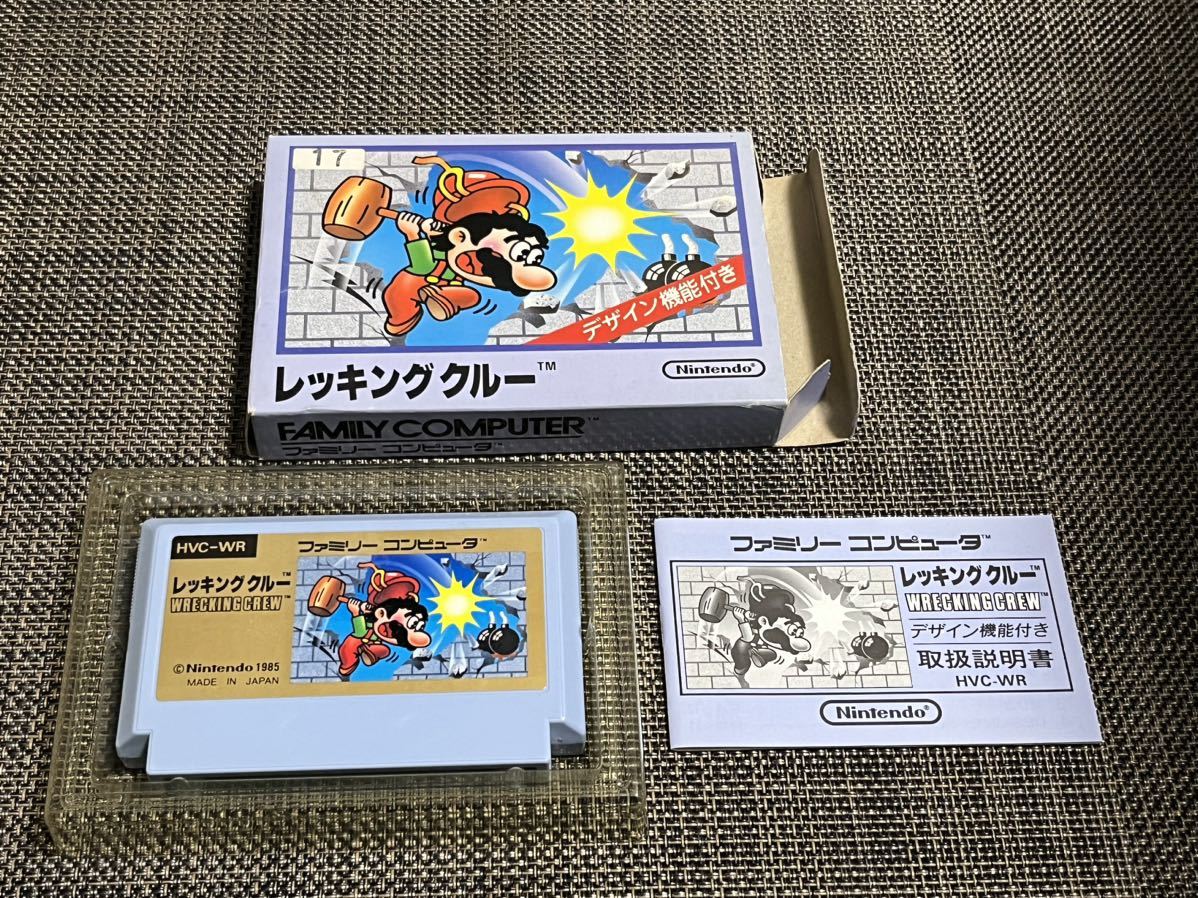 17
デザイン機能付き
レッキングクルー™
Nintendo®
FAMILY COMPUTER™
ファミリー コンピュータ™
HVC-WR
ファミリー コンピュータ™
レッキングクルー™
WRECKING CREW™
©Nintendo 1985
MADE IN JAPAN
ファミリー コンピュータ™
レッキングクルー™
WRECKING CREW™
デザイン機能付き
取扱説明書
HVC-WR
Nintendo®